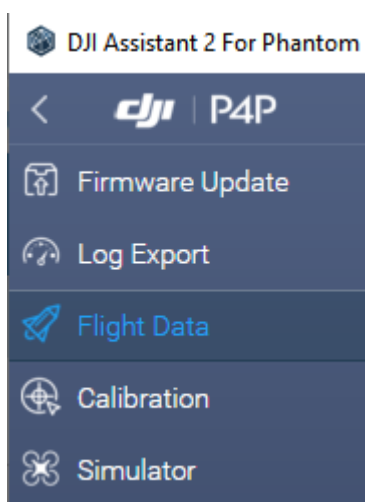 DJI Assistant 2 For Phantom
dji P4P
Firmware Update
Log Export
Flight Data
Calibration
Simulator